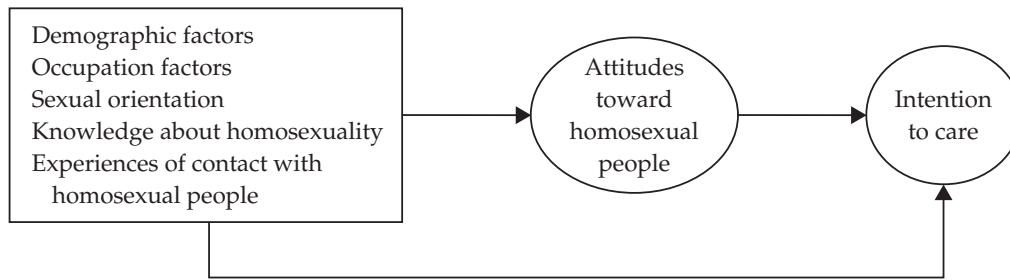 Demographic factors
Occupation factors
Sexual orientation
Knowledge about homosexuality
Experiences of contact with
homosexual people
Attitudes
toward
homosexual
people
Intention
to care